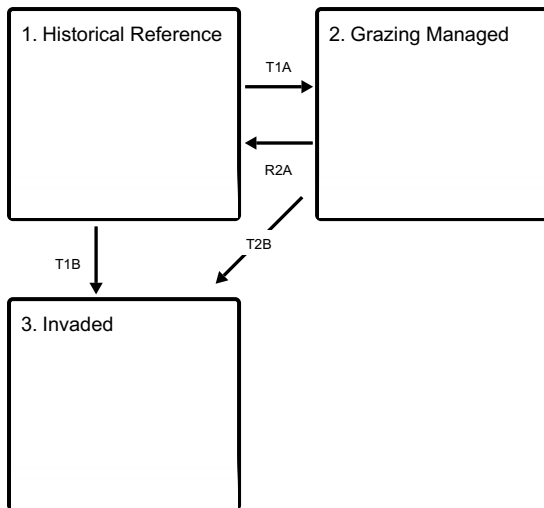 1. Historical Reference
2. Grazing Managed
T1A
R2A
T1B
T2B
3. Invaded